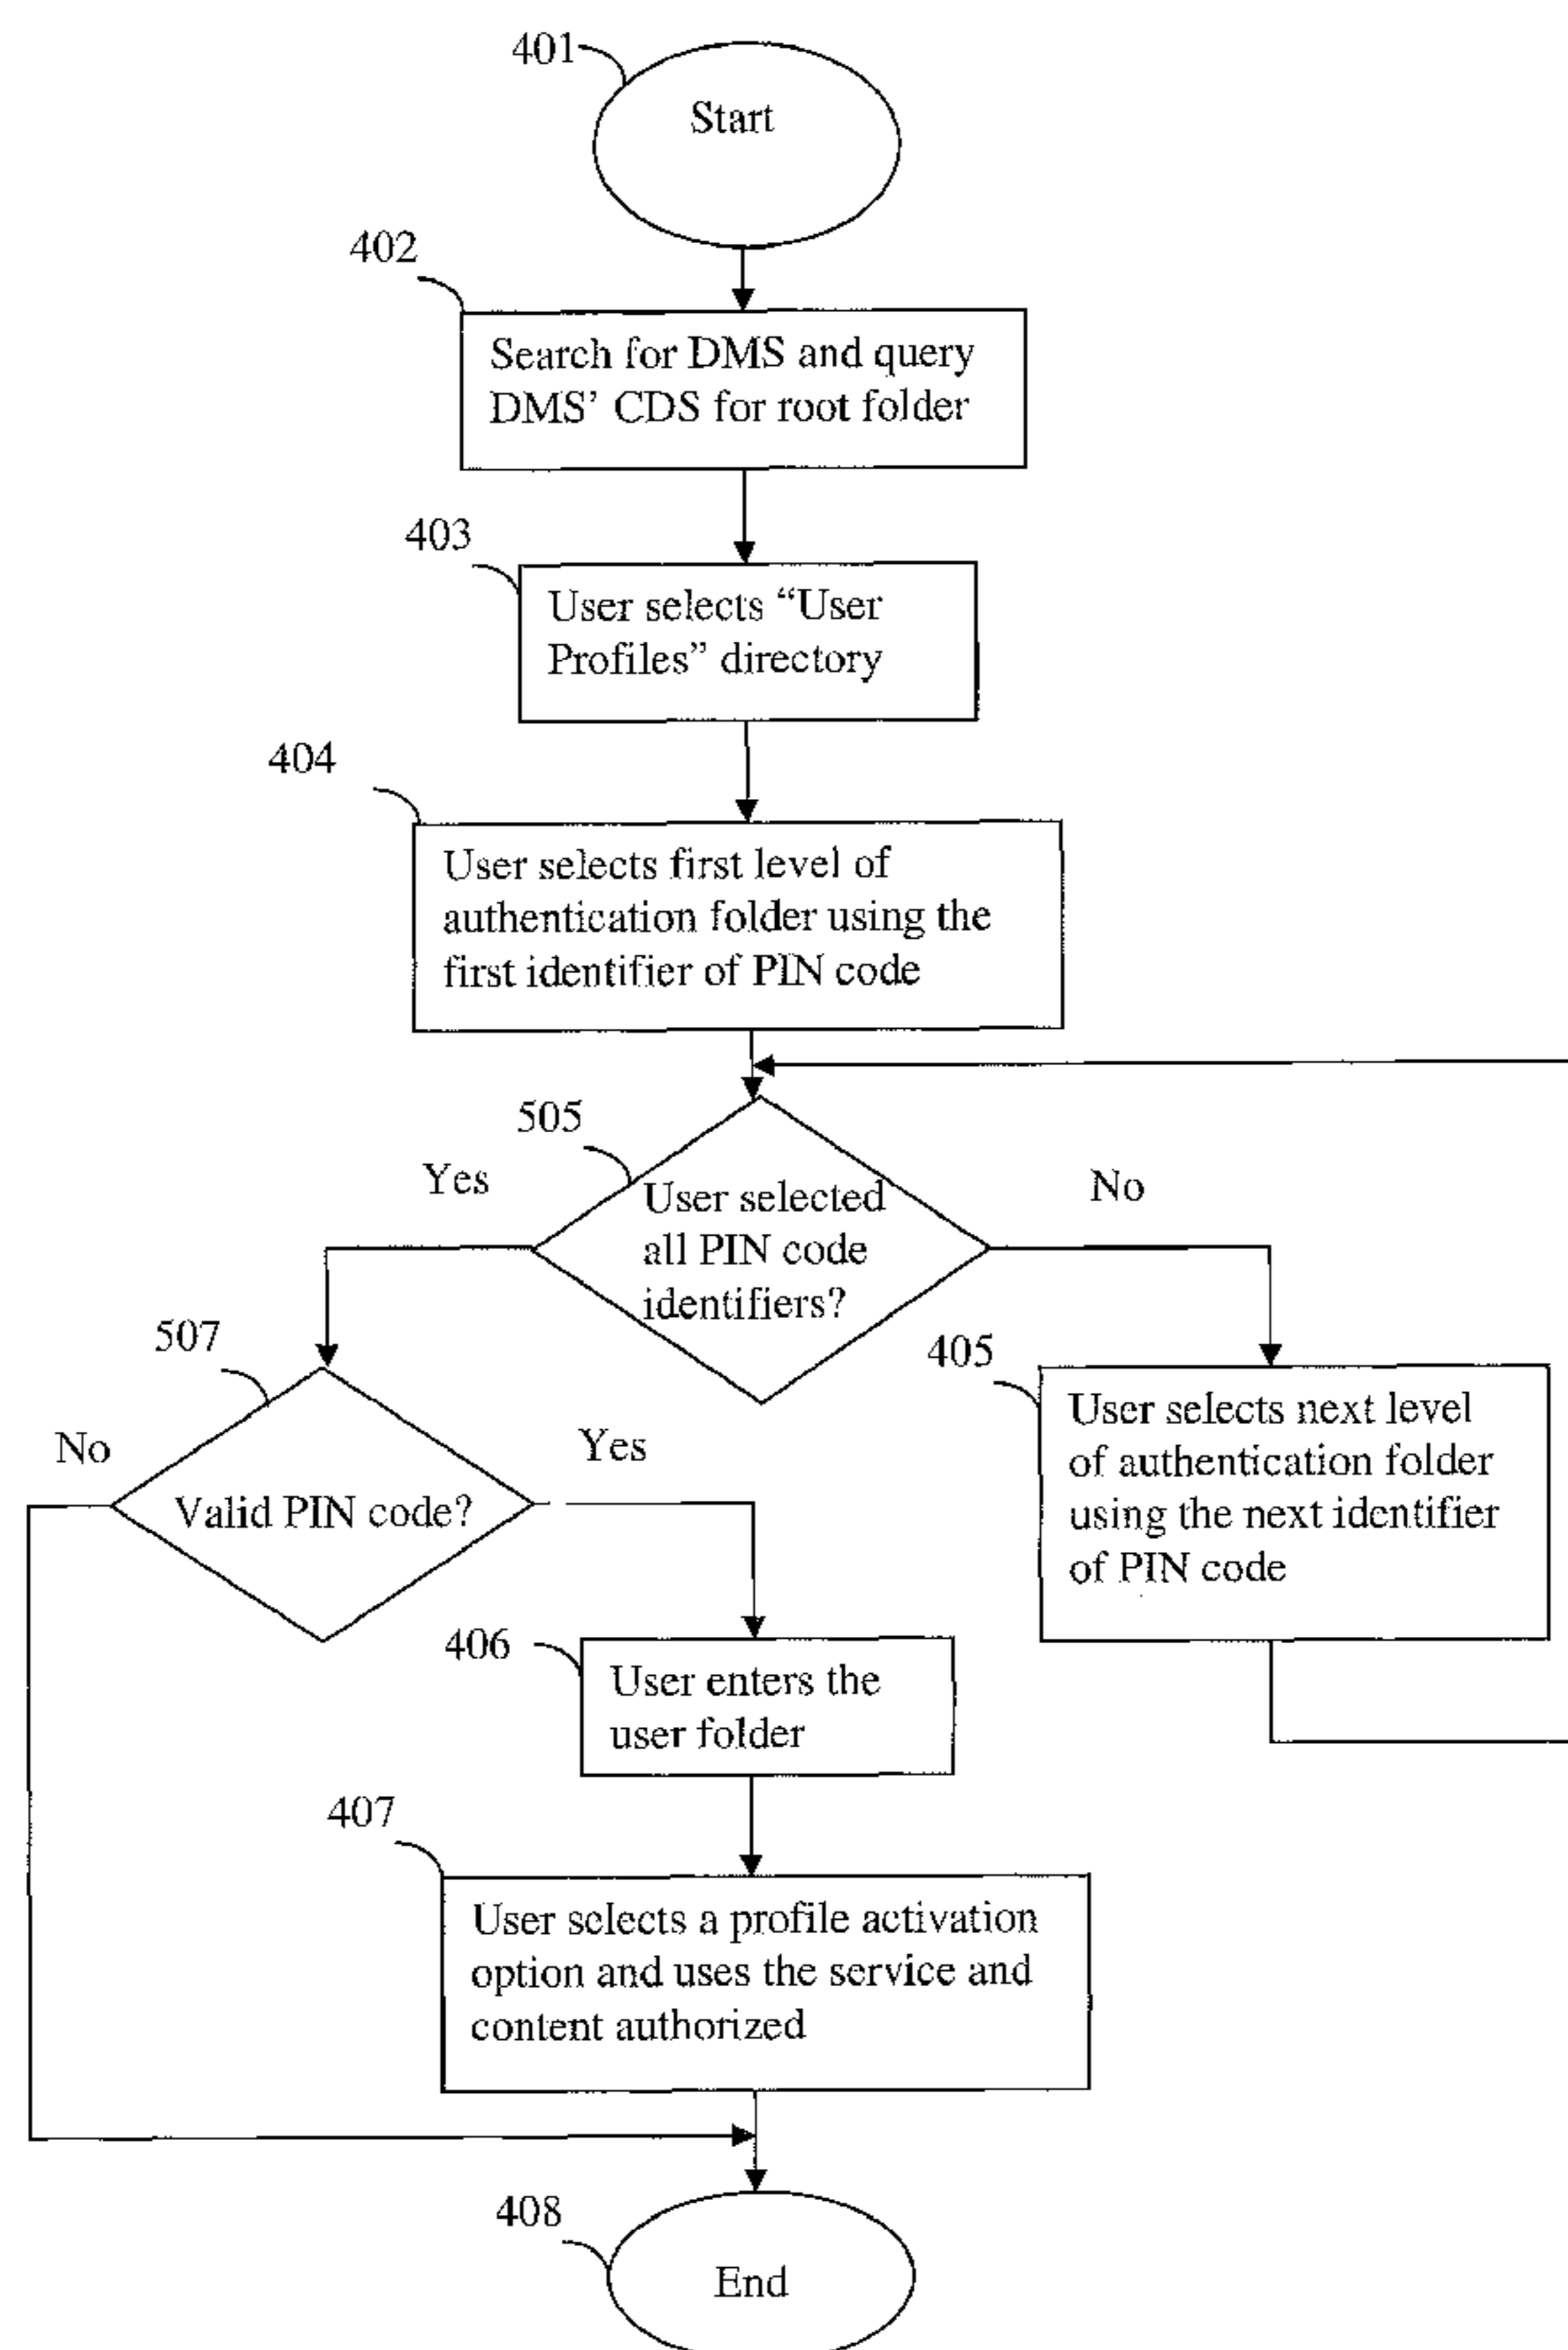 401
Start
402
Search for DMS and query
DMS’ CDS for root folder
403
User selects “User
Profiles” directory
404
User selects first level of
authentication folder using the
first identifier of PIN code
505
Yes
No
User selected
all PIN code
identifiers?
507
405
No
Yes
Valid PIN code?
User selects next level
of authentication folder
using the next identifier
of PIN code
406
User enters the
user folder
407
User selects a profile activation
option and uses the service and
content authorized
408
End